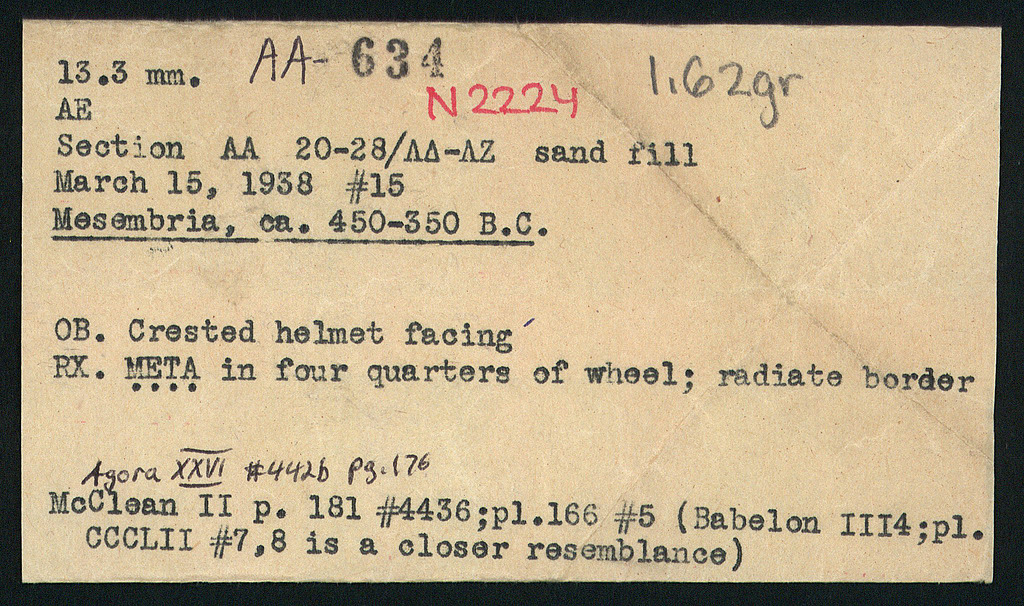 13.3 mm. AA- 634 1.62gr
AE N2224
Section AA 20-28/ΛΔ-ΛΖ sand fill
March 15, 1938 #15
Mesembria, ca. 450-350 B.C.
OB. Crested helmet facing
RX. META in four quarters of wheel; radiate border
Agora XXVI #442b pg.176
McClean II p. 181 #4436;pl.166 #5 (Babelon III4;pl.
CCCLII #7,8 is a closer resemblance)